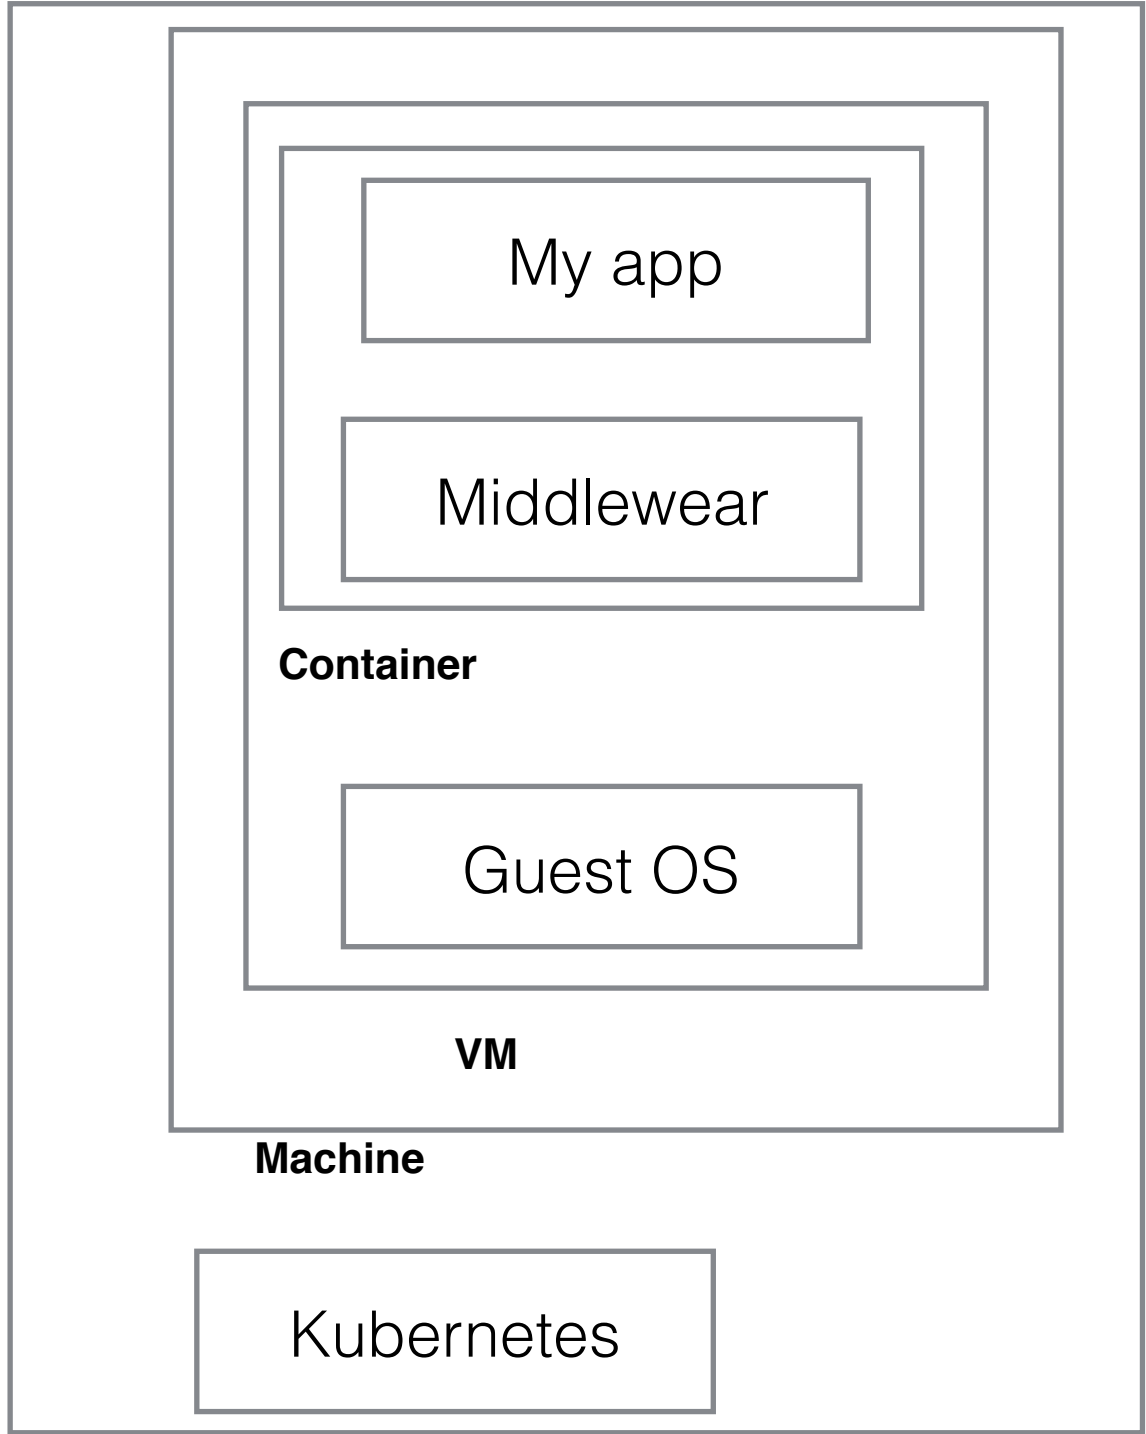 My app
Middlewear
Container
Guest OS
VM
Machine
Kubernetes